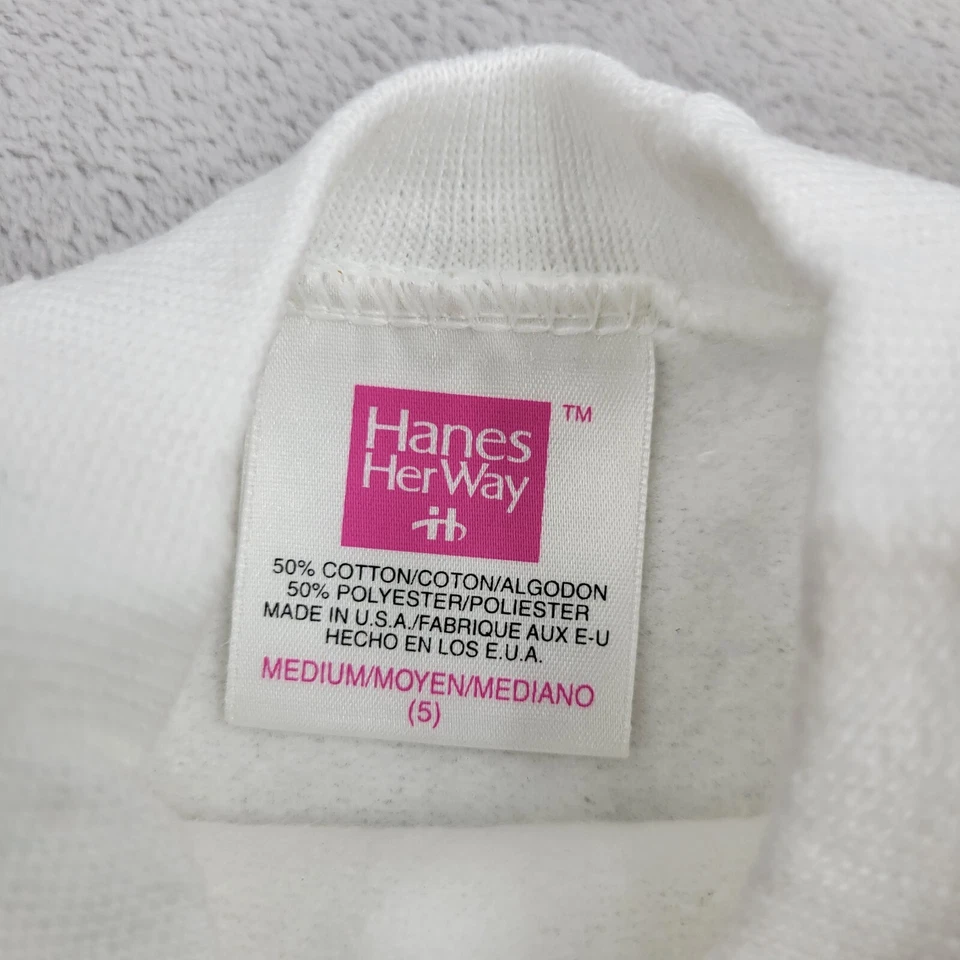 Hanes
HerWay
TM
50% COTTON/COTON/ALGODON
50% POLYESTER/POLIESTER
MADE IN U.S.A./FABRIQUE AUX E-U
HECHO EN LOS E.U.A.
MEDIUM/MOYEN/MEDIANO
(5)